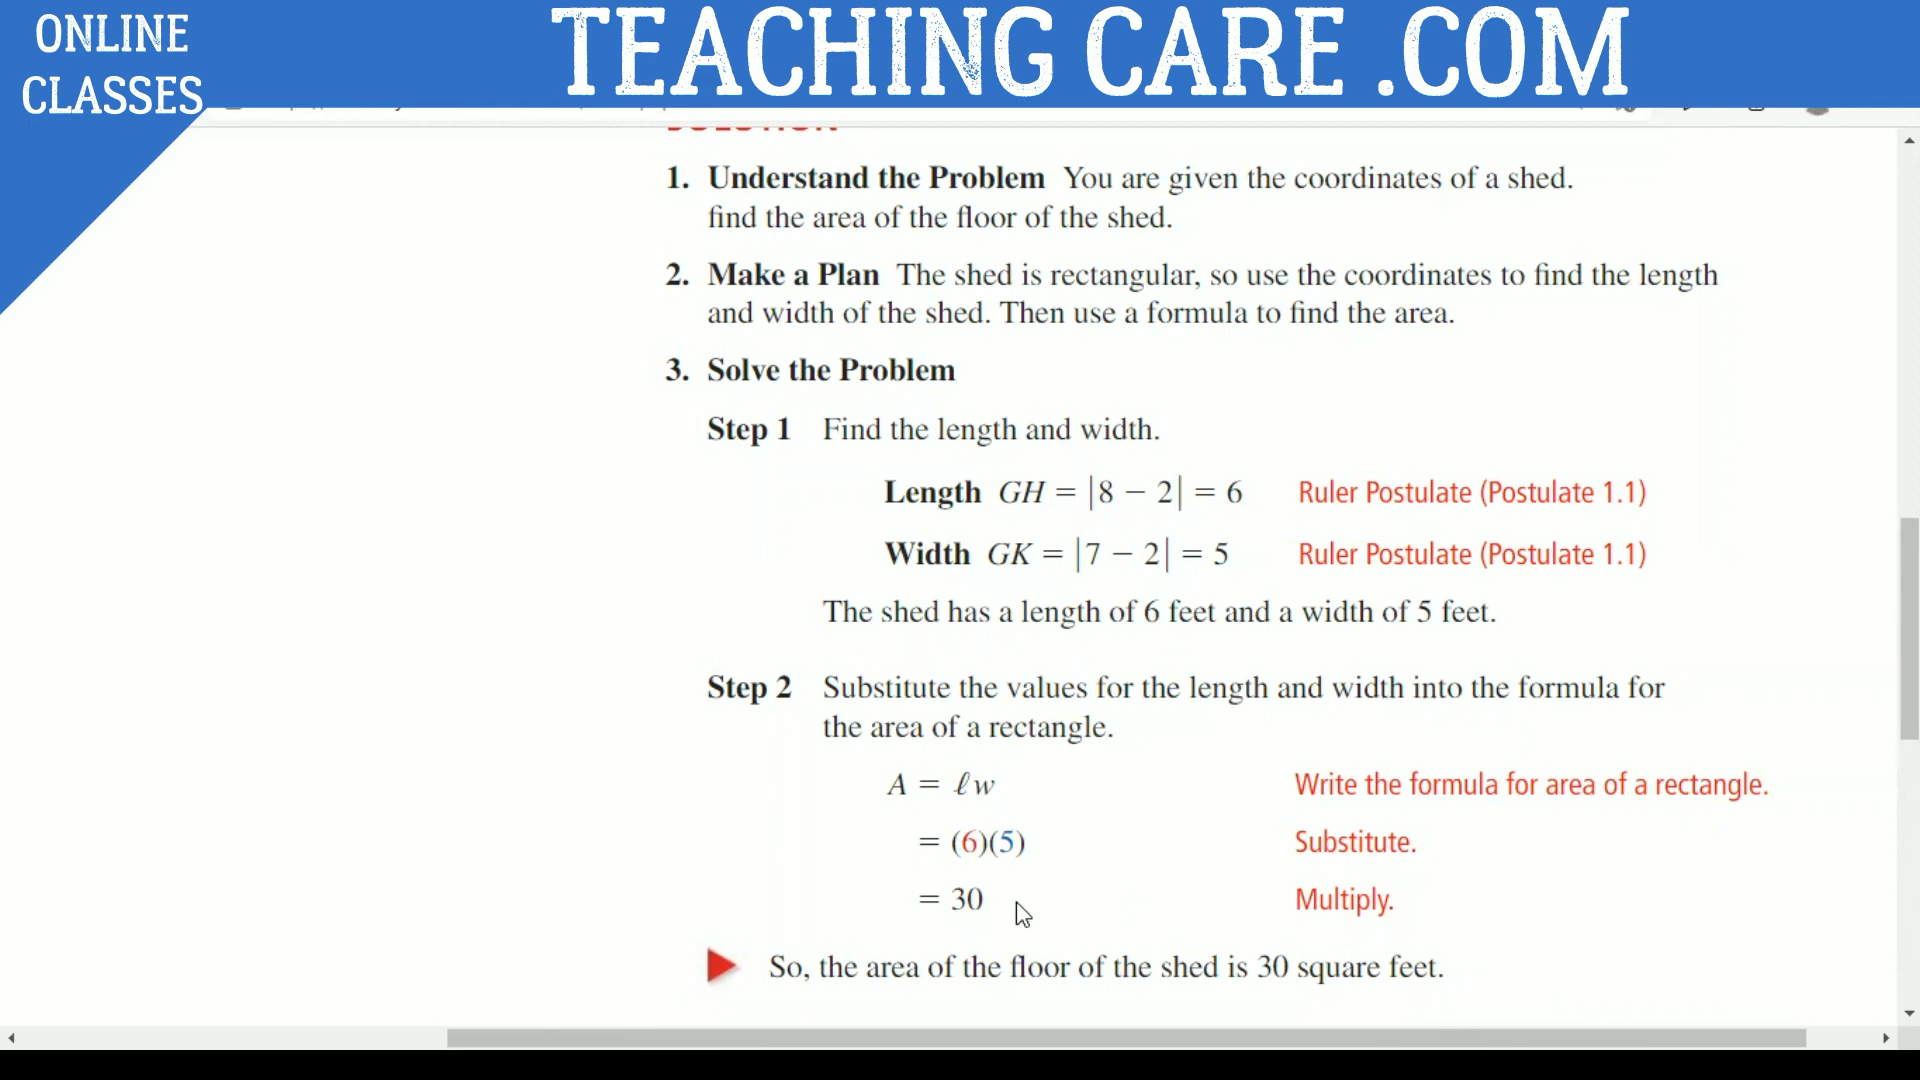 ONLINE
CLASSES
TEACHING CARE .COM
1. Understand the Problem You are given the coordinates of a shed.
find the area of the floor of the shed.
2. Make a Plan The shed is rectangular, so use the coordinates to find the length
and width of the shed. Then use a formula to find the area.
3. Solve the Problem
Step 1 Find the length and width.
Length GH = |8 − 2| = 6 Ruler Postulate (Postulate 1.1)
Width GK = |7 − 2| = 5 Ruler Postulate (Postulate 1.1)
The shed has a length of 6 feet and a width of 5 feet.
Step 2 Substitute the values for the length and width into the formula for
the area of a rectangle.
A = ℓw Write the formula for area of a rectangle.
= (6)(5) Substitute.
= 30 Multiply.
So, the area of the floor of the shed is 30 square feet.